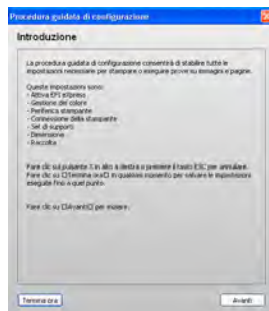 Procedura guidata di configurazione
Introduzione
La procedura guidata di configurazione consentirà di stabilire tutte le
impostazioni necessarie per stampare o eseguire prove su immagini e pagine.
Queste impostazioni sono:
- Attiva EFI eXpress
- Gestione del colore
- Periferica stampante
- Connessione della stampante
- Set di supporti
- Dimensione
- Raccolta
Fare clic sul pulsante X in alto a destra o premere il tasto ESC per annullare.
Fare clic su □Termina ora□ in qualsiasi momento per salvare le impostazioni
eseguite fino a quel punto.
Fare clic su □Avanti□ per iniziare.
Termina ora
Avanti